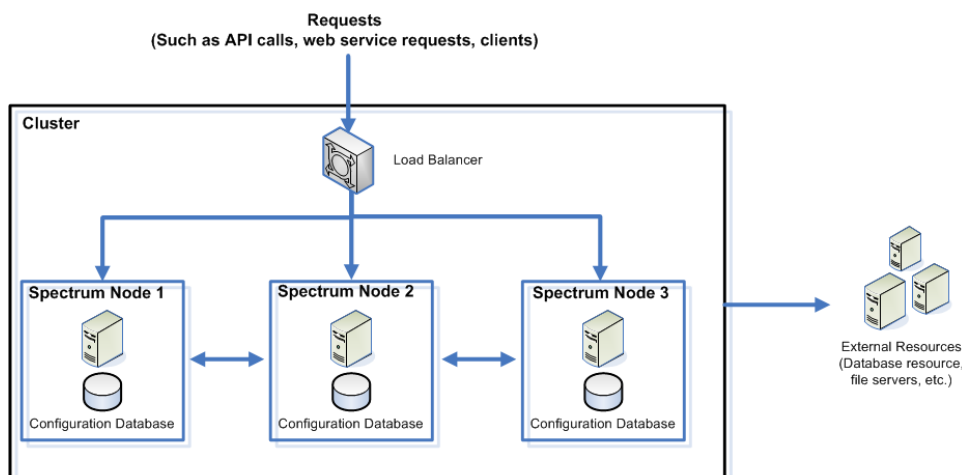 Requests
(Such as API calls, web service requests, clients)
Cluster
Load Balancer
Spectrum Node 1
Spectrum Node 2
Spectrum Node 3
Configuration Database
Configuration Database
Configuration Database
External Resources
(Database resource,
file servers, etc.)